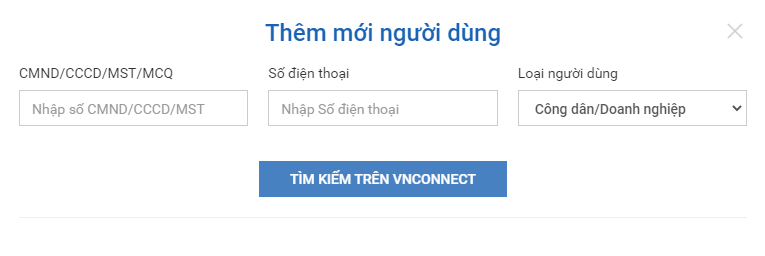 Thêm mới người dùng
CMND/CCCD/MST/MCQ
Số điện thoại
Loại người dùng
Nhập số CMND/CCCD/MST
Nhập Số điện thoại
Công dân/Doanh nghiệp
TÌM KIẾM TRÊN VNCONNECT